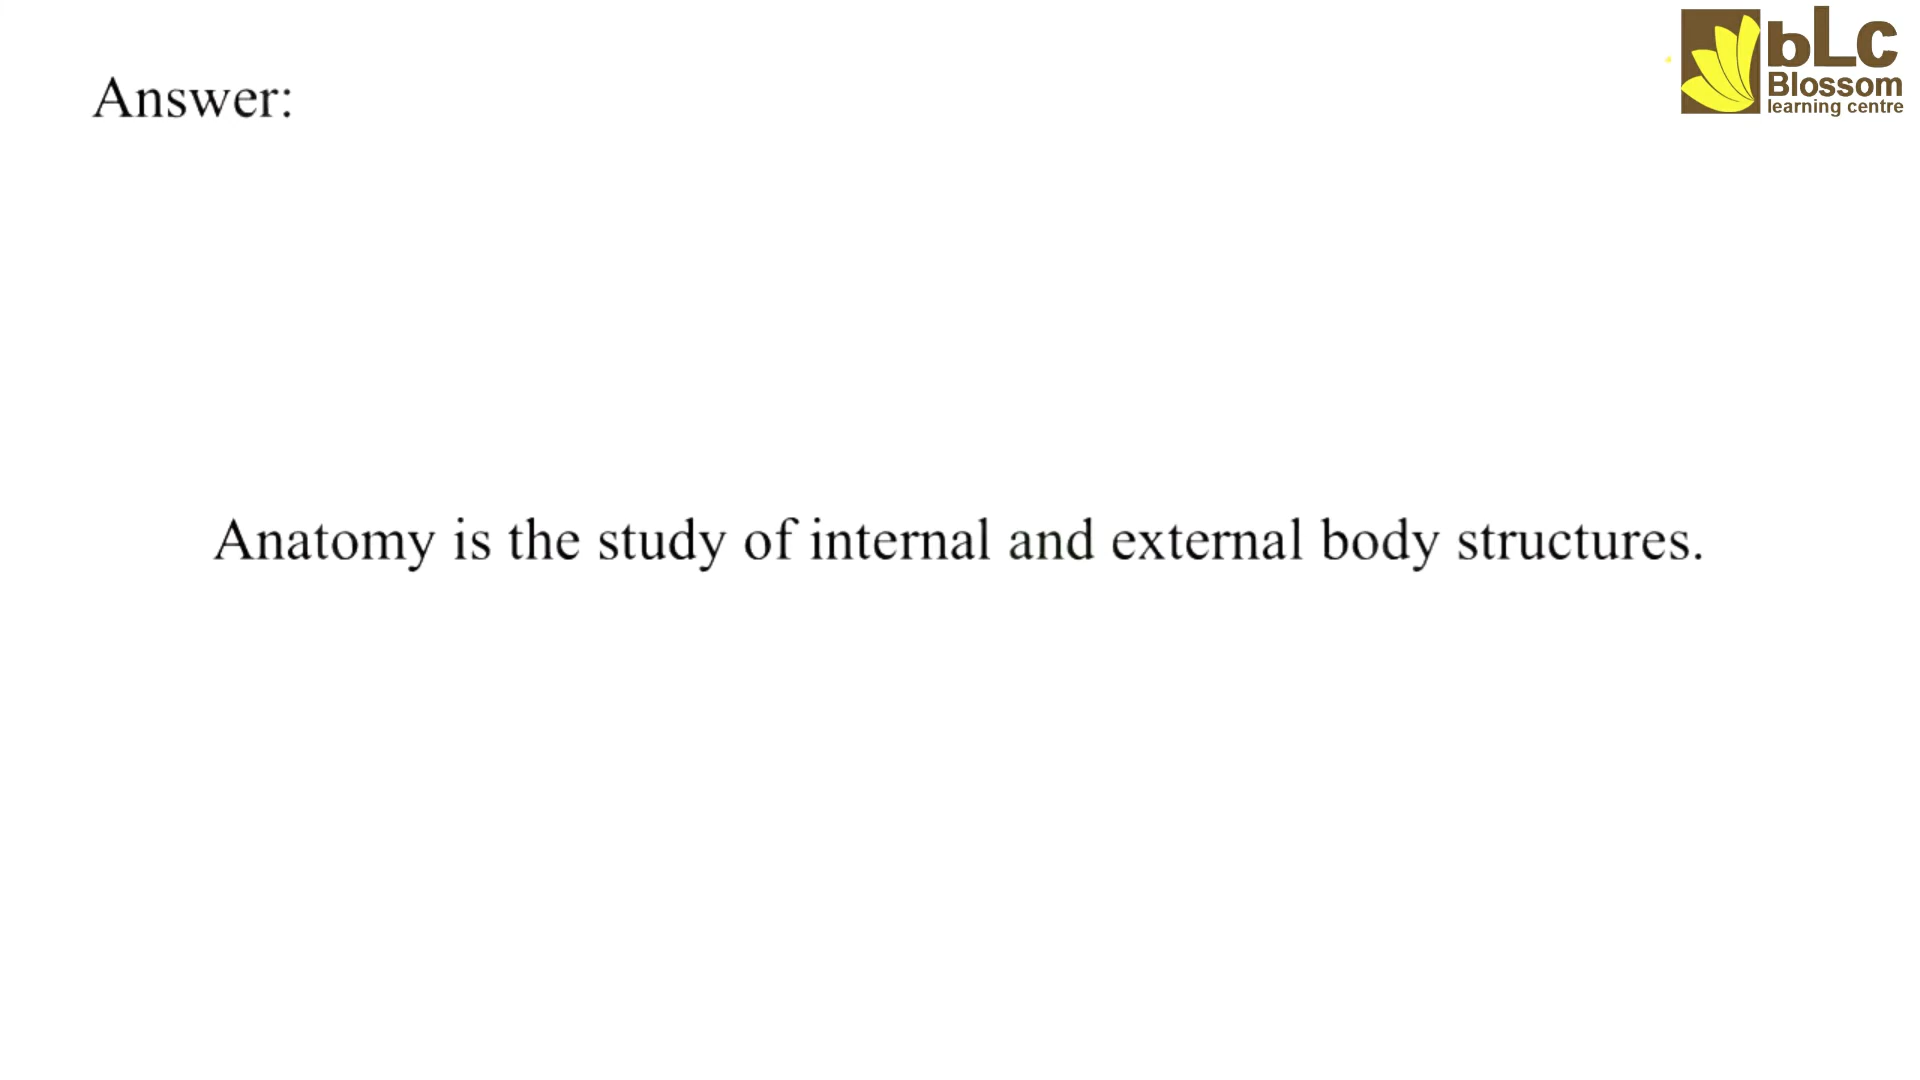 bLc
Blossom
learning centre
Answer:
Anatomy is the study of internal and external body structures.